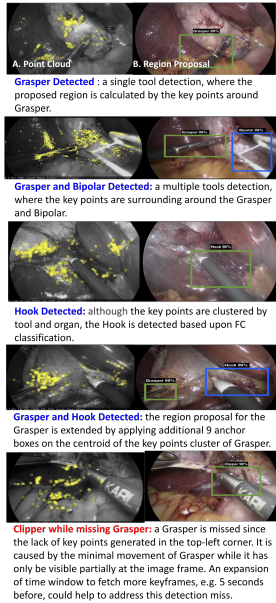 A. Point Cloud
B. Region Proposal
Grasper 99%
Grasper Detected : a single tool detection, where the
proposed region is calculated by the key points around
Grasper.
Grasper 99%
Bipolar 99%
Grasper and Bipolar Detected: a multiple tools detection,
where the key points are surrounding around the Grasper
and Bipolar.
Hook 99%
Hook Detected: although the key points are clustered by
tool and organ, the Hook is detected based upon FC
classification.
Grasper 99%
Hook 99%
Grasper and Hook Detected: the region proposal for the
Grasper is extended by applying additional 9 anchor
boxes on the centroid of the key points cluster of Grasper.
Clipper 99%
KARL
KARL
Clipper while missing Grasper: a Grasper is missed since
the lack of key points generated in the top-left corner. It
is caused by the minimal movement of Grasper while it has
only be visible partially at the image frame. An expansion
of time window to fetch more keyframes, e.g. 5 seconds
before, could help to address this detection miss.